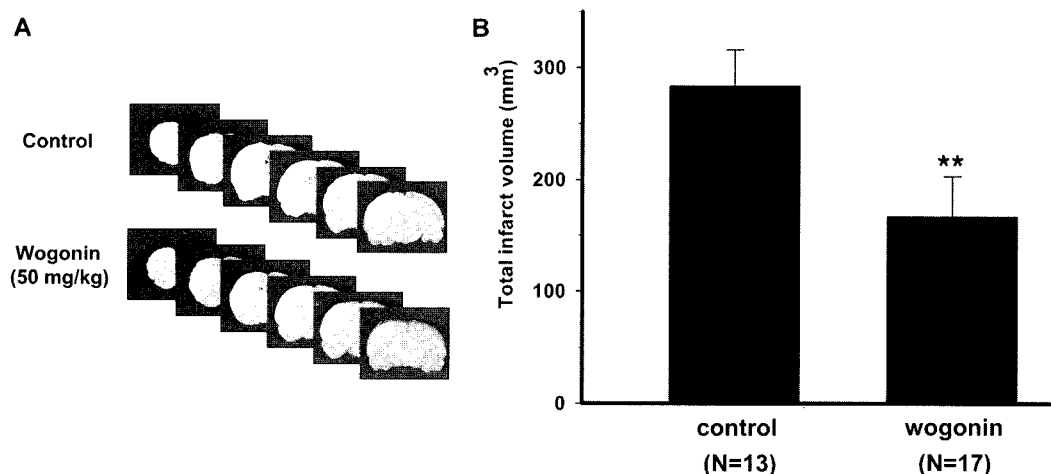 A
Control
Wogonin
(50 mg/kg)
B
Total infarct volume (mm³)
300
200
100
0
**
control
(N=13)
wogonin
(N=17)